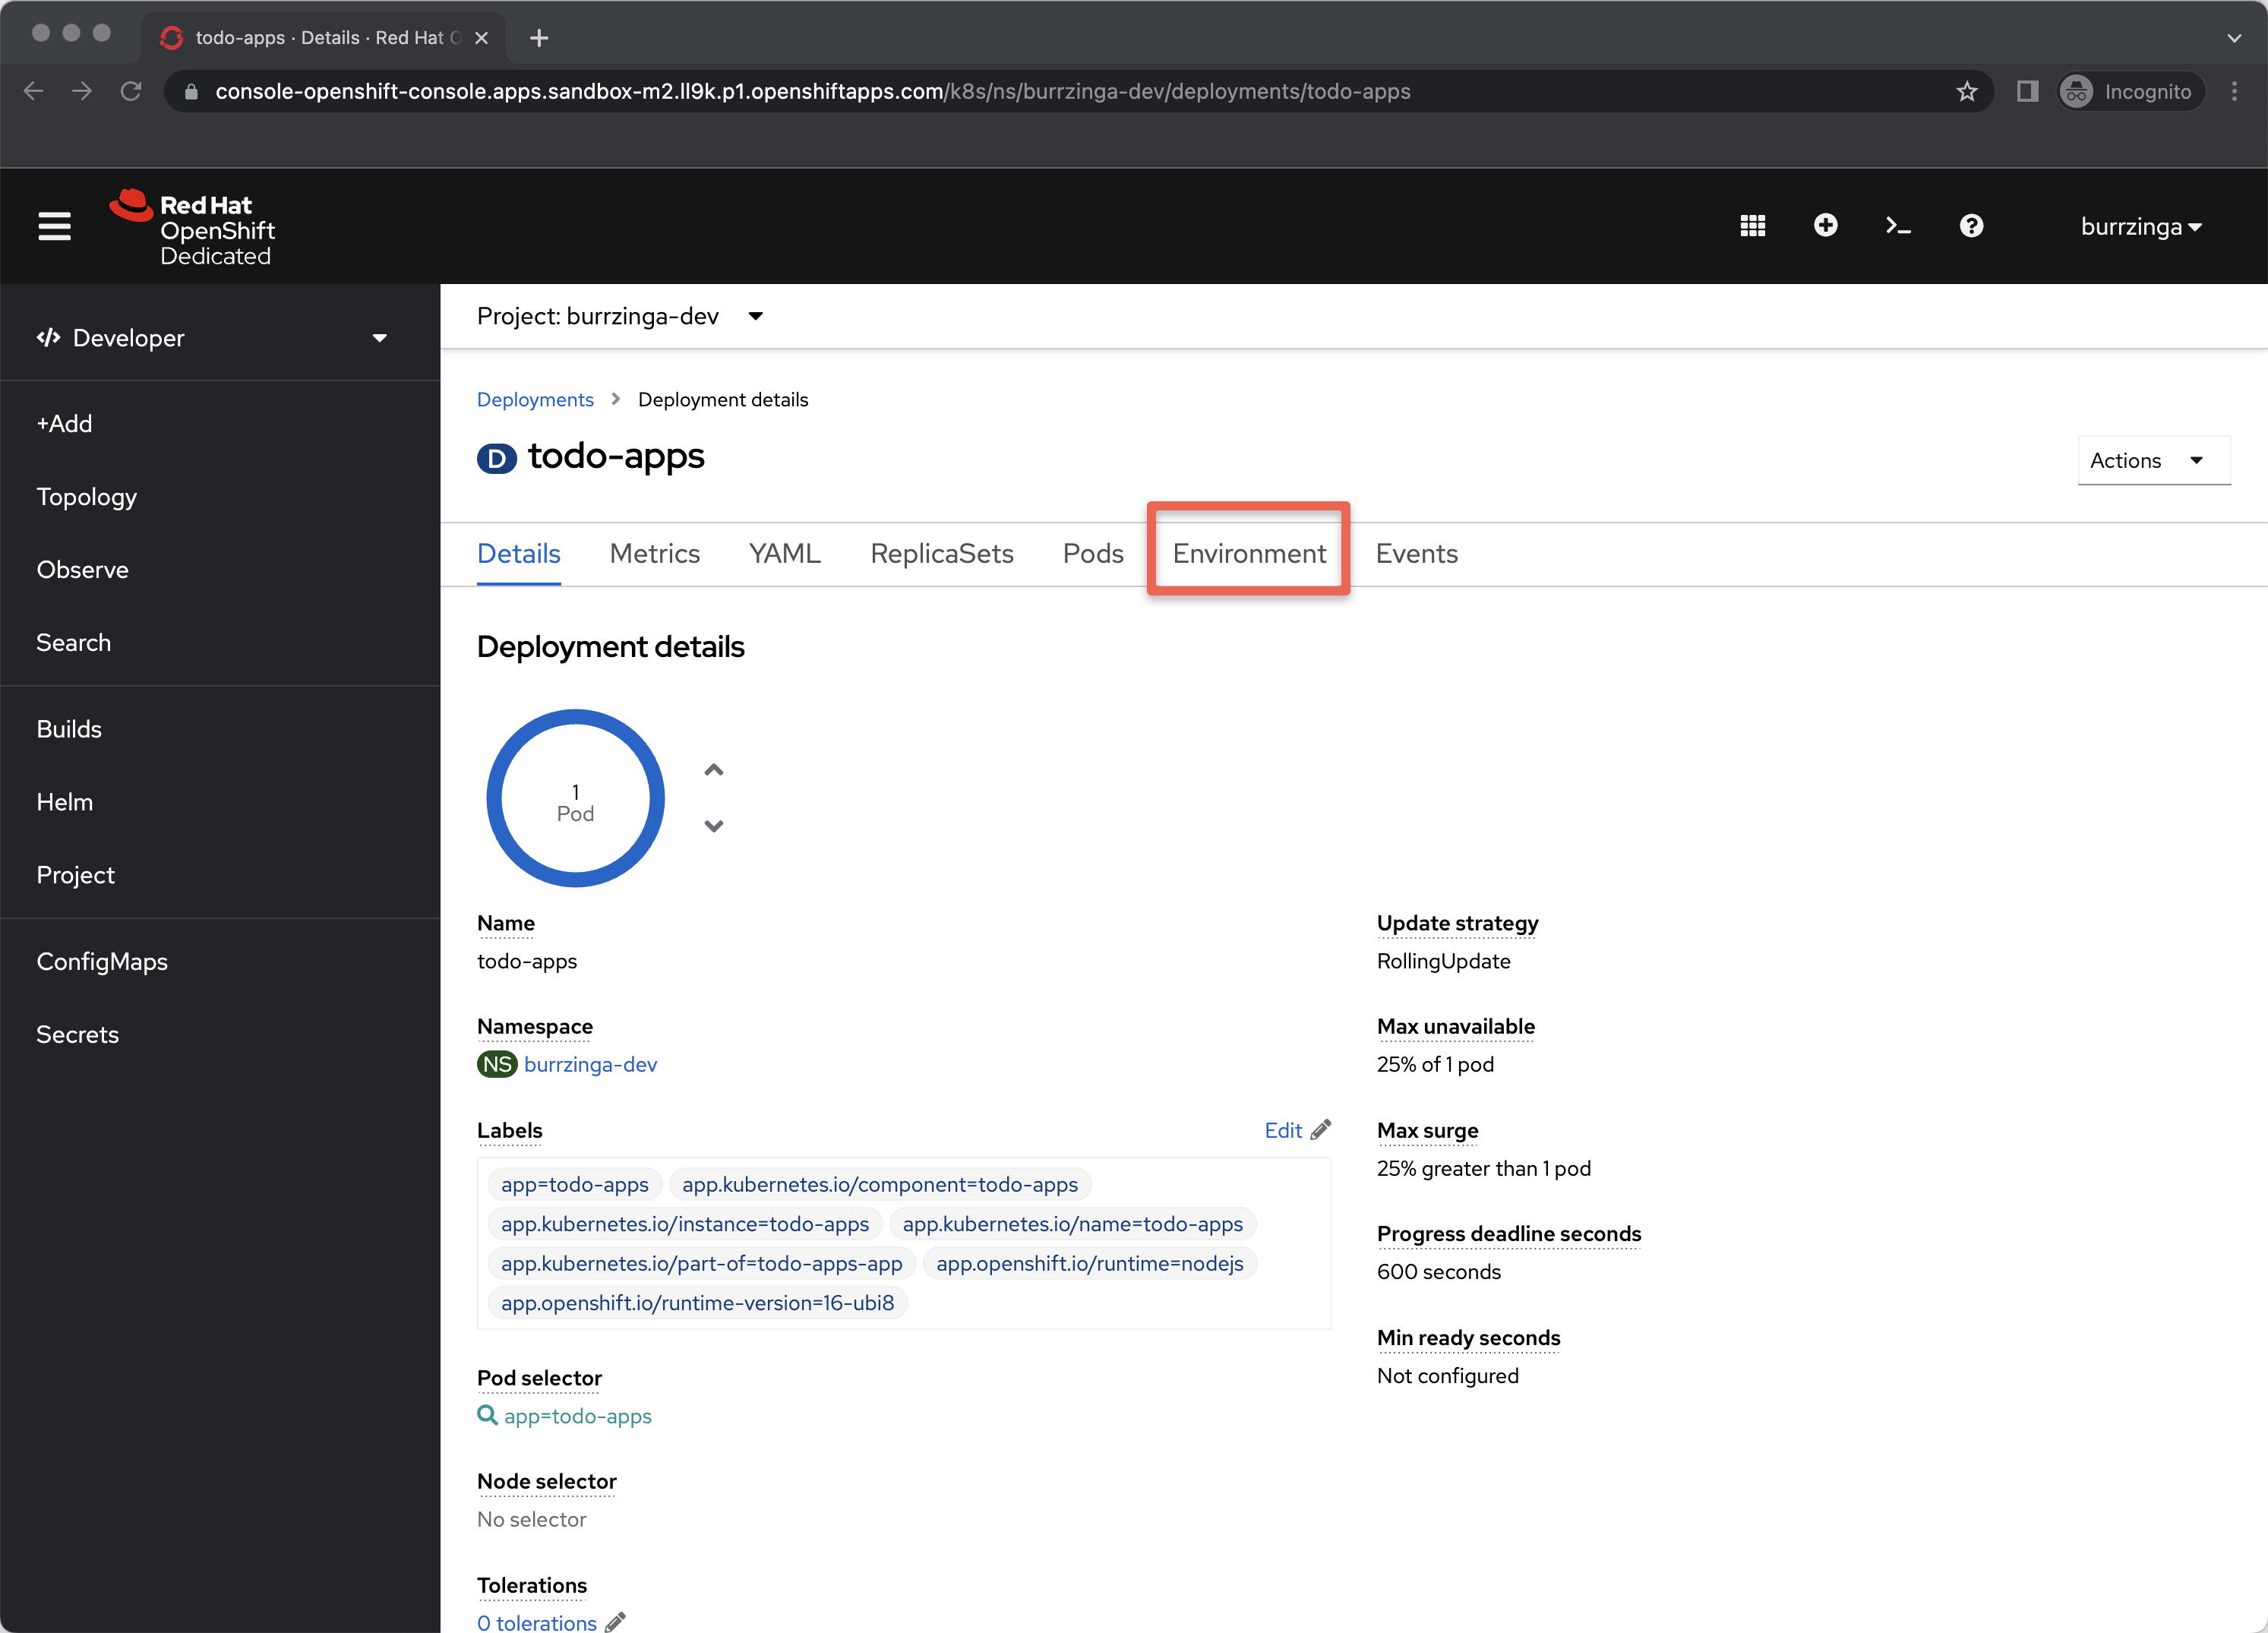 todo-apps · Details · Red Hat
console-openshift-console.apps.sandbox-m2.ll9k.p1.openshiftapps.com/k8s/ns/burrzinga-dev/deployments/todo-apps
Incognito
Red Hat
OpenShift
Dedicated
burrzinga
Developer
+Add
Topology
Observe
Search
Builds
Helm
Project
ConfigMaps
Secrets
Project: burrzinga-dev
Deployments > Deployment details
D todo-apps
Actions
Details Metrics YAML ReplicaSets Pods Environment Events
Deployment details
1
Pod
Name
todo-apps
Namespace
NS burrzinga-dev
Labels
Edit
app=todo-apps app.kubernetes.io/component=todo-apps
app.kubernetes.io/instance=todo-apps app.kubernetes.io/name=todo-apps
app.kubernetes.io/part-of=todo-apps-app app.openshift.io/runtime=nodejs
app.openshift.io/runtime-version=16-ubi8
Pod selector
app=todo-apps
Node selector
No selector
Tolerations
0 tolerations
Update strategy
RollingUpdate
Max unavailable
25% of 1 pod
Max surge
25% greater than 1 pod
Progress deadline seconds
600 seconds
Min ready seconds
Not configured